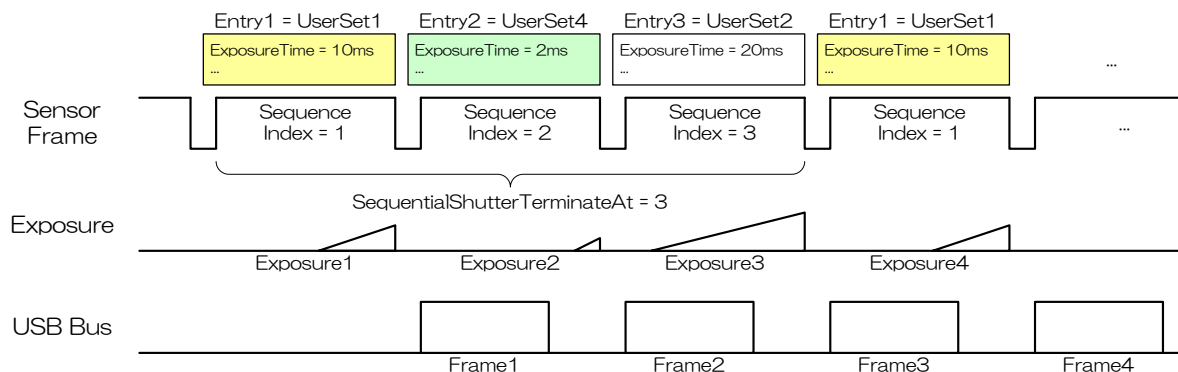 Entry1 = UserSet1 Entry2 = UserSet4 Entry3 = UserSet2 Entry1 = UserSet1
ExposureTime = 10ms ExposureTime = 2ms ExposureTime = 20ms ExposureTime = 10ms
... ... ... ... ...
Sensor
Frame
Sequence
Index = 1
Sequence
Index = 2
Sequence
Index = 3
Sequence
Index = 1
...
SequentialShutterTerminateAt = 3
Exposure
Exposure1 Exposure2 Exposure3 Exposure4
USB Bus
Frame1 Frame2 Frame3 Frame4